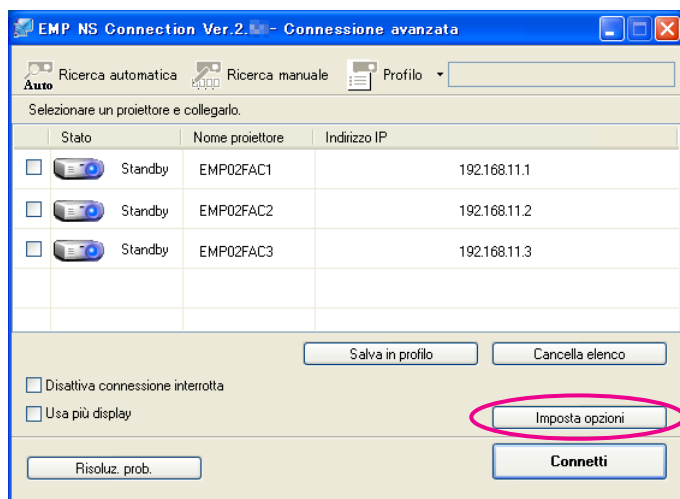 EMP NS Connection Ver.2. - Connessione avanzata
Auto Ricerca automatica Ricerca manuale Profilo
Selezionare un proiettore e collegarlo.
Stato Nome proiettore Indirizzo IP
Standby EMP02FAC1 192.168.11.1
Standby EMP02FAC2 192.168.11.2
Standby EMP02FAC3 192.168.11.3
Salva in profilo Cancella elenco
Disattiva connessione interrotta
Usa più display Imposta opzioni
Risoluz. prob. Connetti